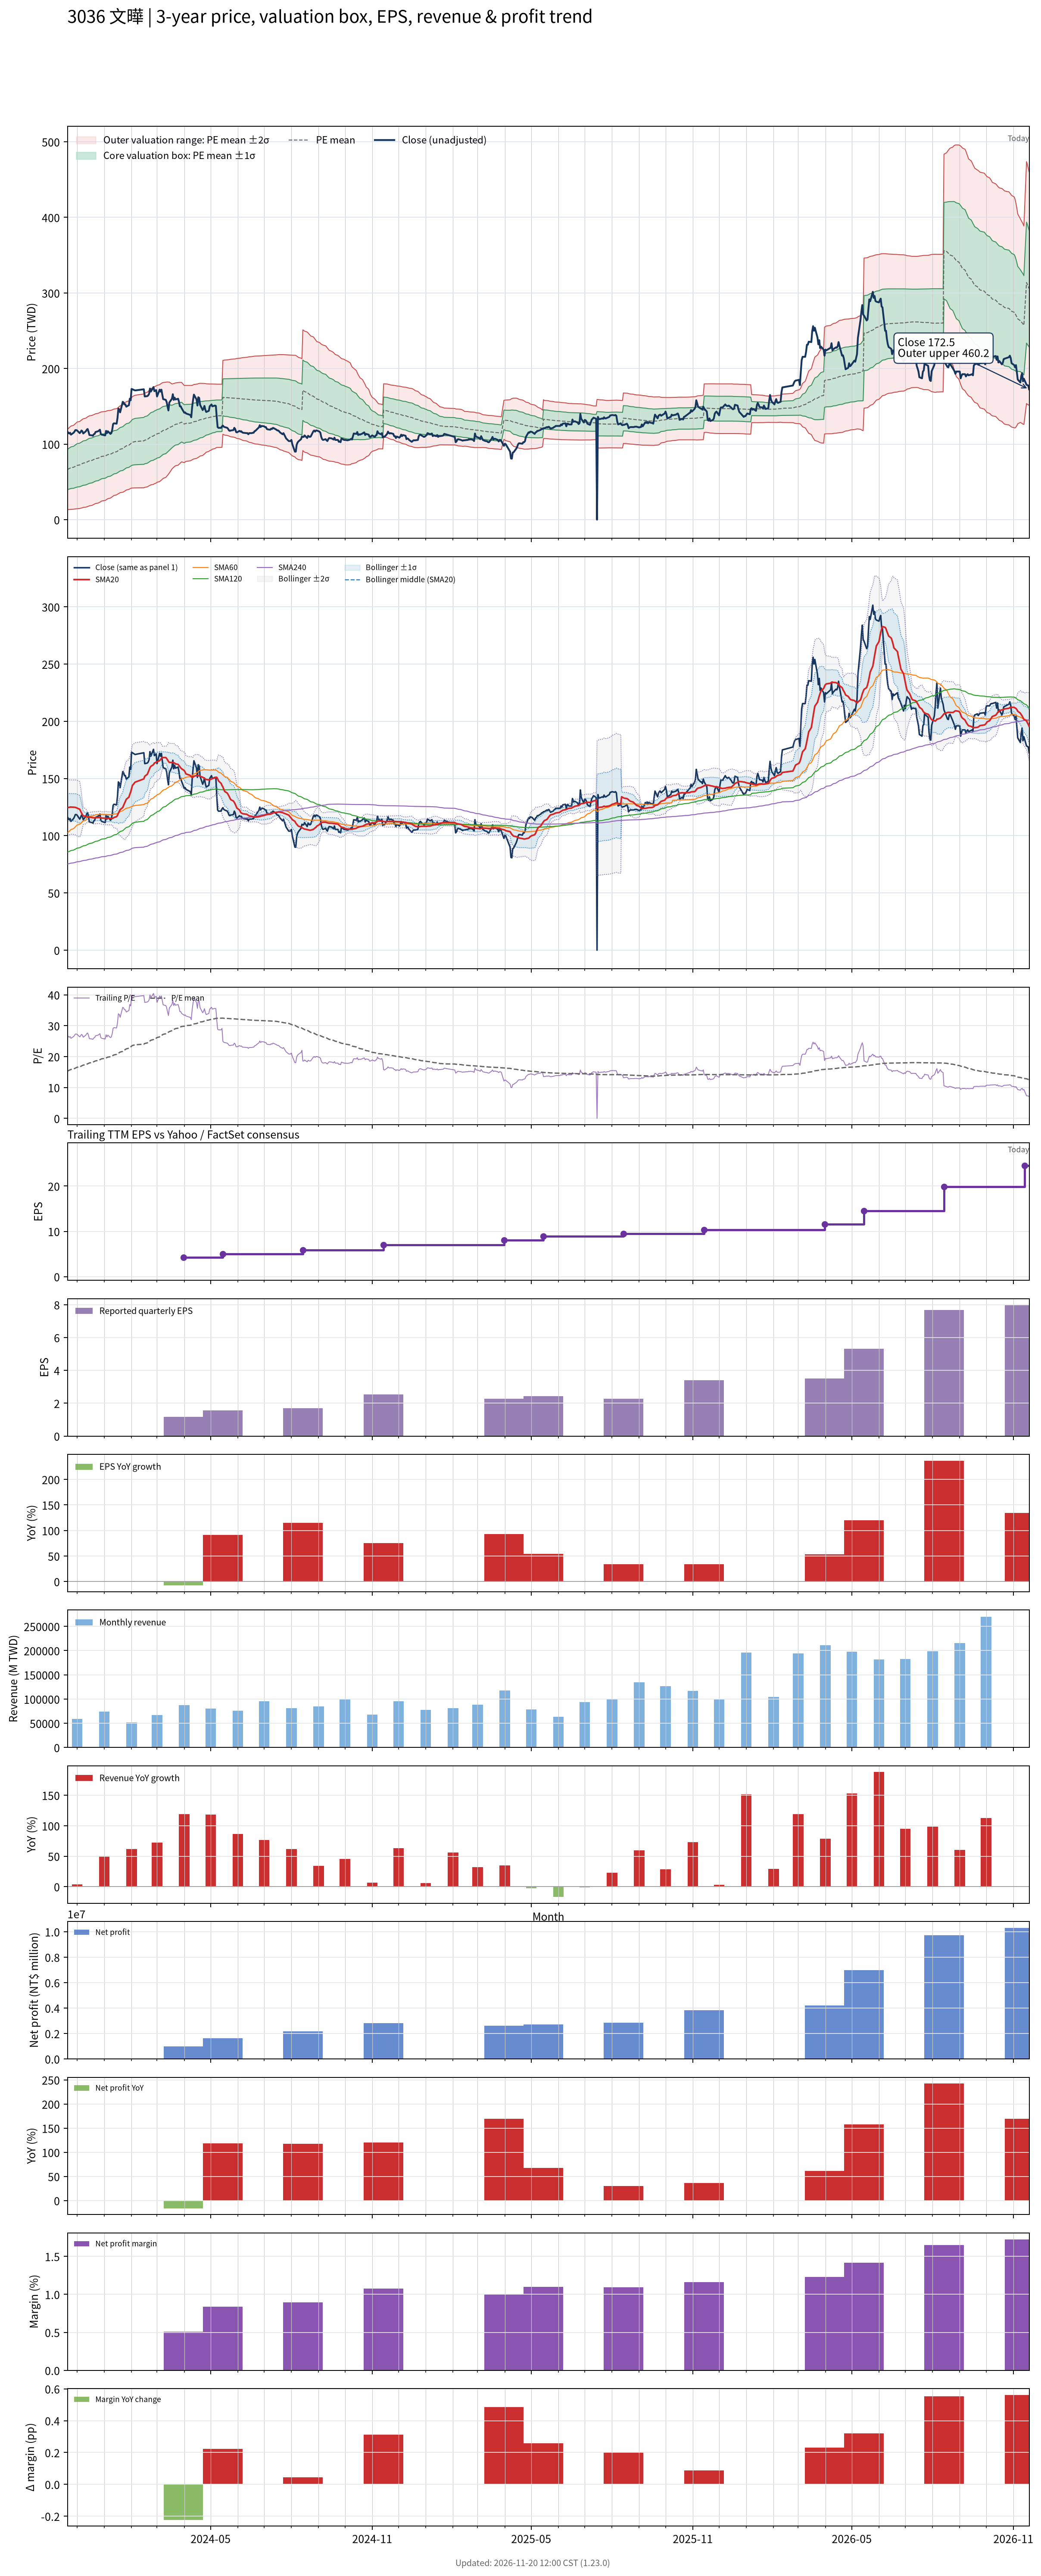 3036 文曄 | 3-year price, valuation box, EPS, revenue & profit trend
Outer valuation range: PE mean ±2σ
Core valuation box: PE mean ±1σ
PE mean
Close (unadjusted)
Today
Close 172.5
Outer upper 460.2
Price (TWD)
500
400
300
200
100
0
Close (same as panel 1)
SMA20
SMA60
SMA120
SMA240
Bollinger ±2σ
Bollinger ±1σ
Bollinger middle (SMA20)
Price
300
250
200
150
100
50
0
Trailing P/E
P/E mean
P/E
40
30
20
10
0
Trailing TTM EPS vs Yahoo / FactSet consensus
Today
EPS
20
10
0
Reported quarterly EPS
EPS
8
6
4
2
0
EPS YoY growth
YoY (%)
200
150
100
50
0
Monthly revenue
Revenue (M TWD)
250000
200000
150000
100000
50000
0
Revenue YoY growth
YoY (%)
150
100
50
0
Month
1e7
Net profit
Net profit (NT$ million)
1.0
0.8
0.6
0.4
0.2
0.0
Net profit YoY
YoY (%)
250
200
150
100
50
0
Net profit margin
Margin (%)
1.5
1.0
0.5
0.0
Margin YoY change
Δ margin (pp)
0.6
0.4
0.2
0.0
-0.2
2024-05
2024-11
2025-05
2025-11
2026-05
2026-11
Updated: 2026-11-20 12:00 CST (1.23.0)